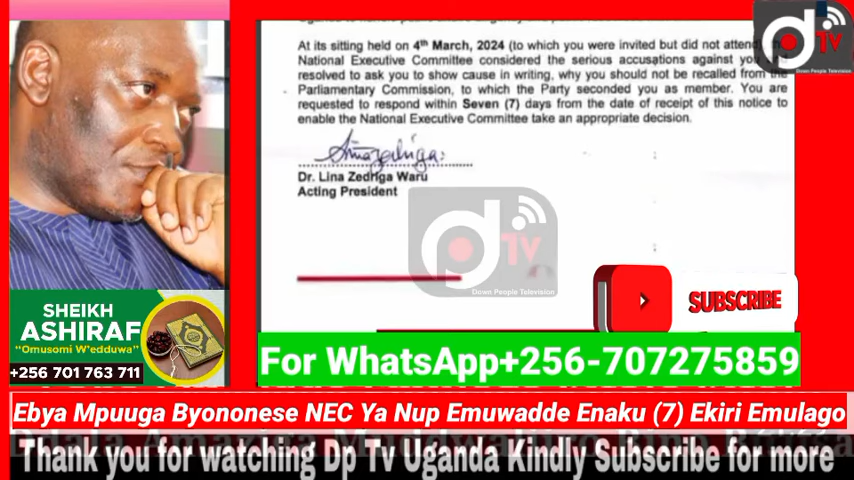 At its sitting held on 4th March, 2024 (to which you were invited but did not attend)
National Executive Committee considered the serious accusations against you and
resolved to ask you to show cause in writing, why you should not be recalled from the
Parliamentary Commission, to which the Party seconded you as member. You are
requested to respond within Seven (7) days from the date of receipt of this notice to
enable the National Executive Committee take an appropriate decision.
Dr. Lina Zedriga Waru
Acting President
d TV
Down People Television
d TV
Down People Television
SUBSCRIBE
SHEIKH
ASHIRAF
"Omusomi W'edduwa"
+256 701 763 711
For WhatsApp+256-707275859
Ebya Mpuuga Byononese NEC Ya Nup Emuwadde Enaku (7) Ekiri Emulago
Thank you for watching Dp Tv Uganda Kindly Subscribe for more